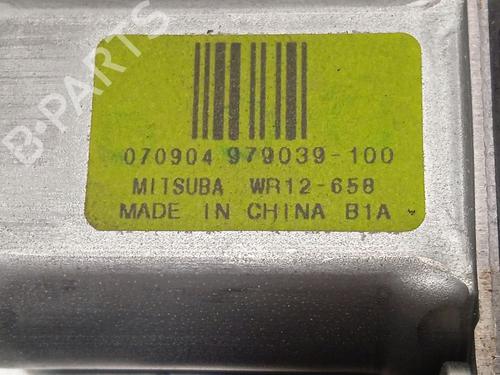 B-PARTS
070904 979039-100
MITSUBA WR12-658
MADE IN CHINA B1A